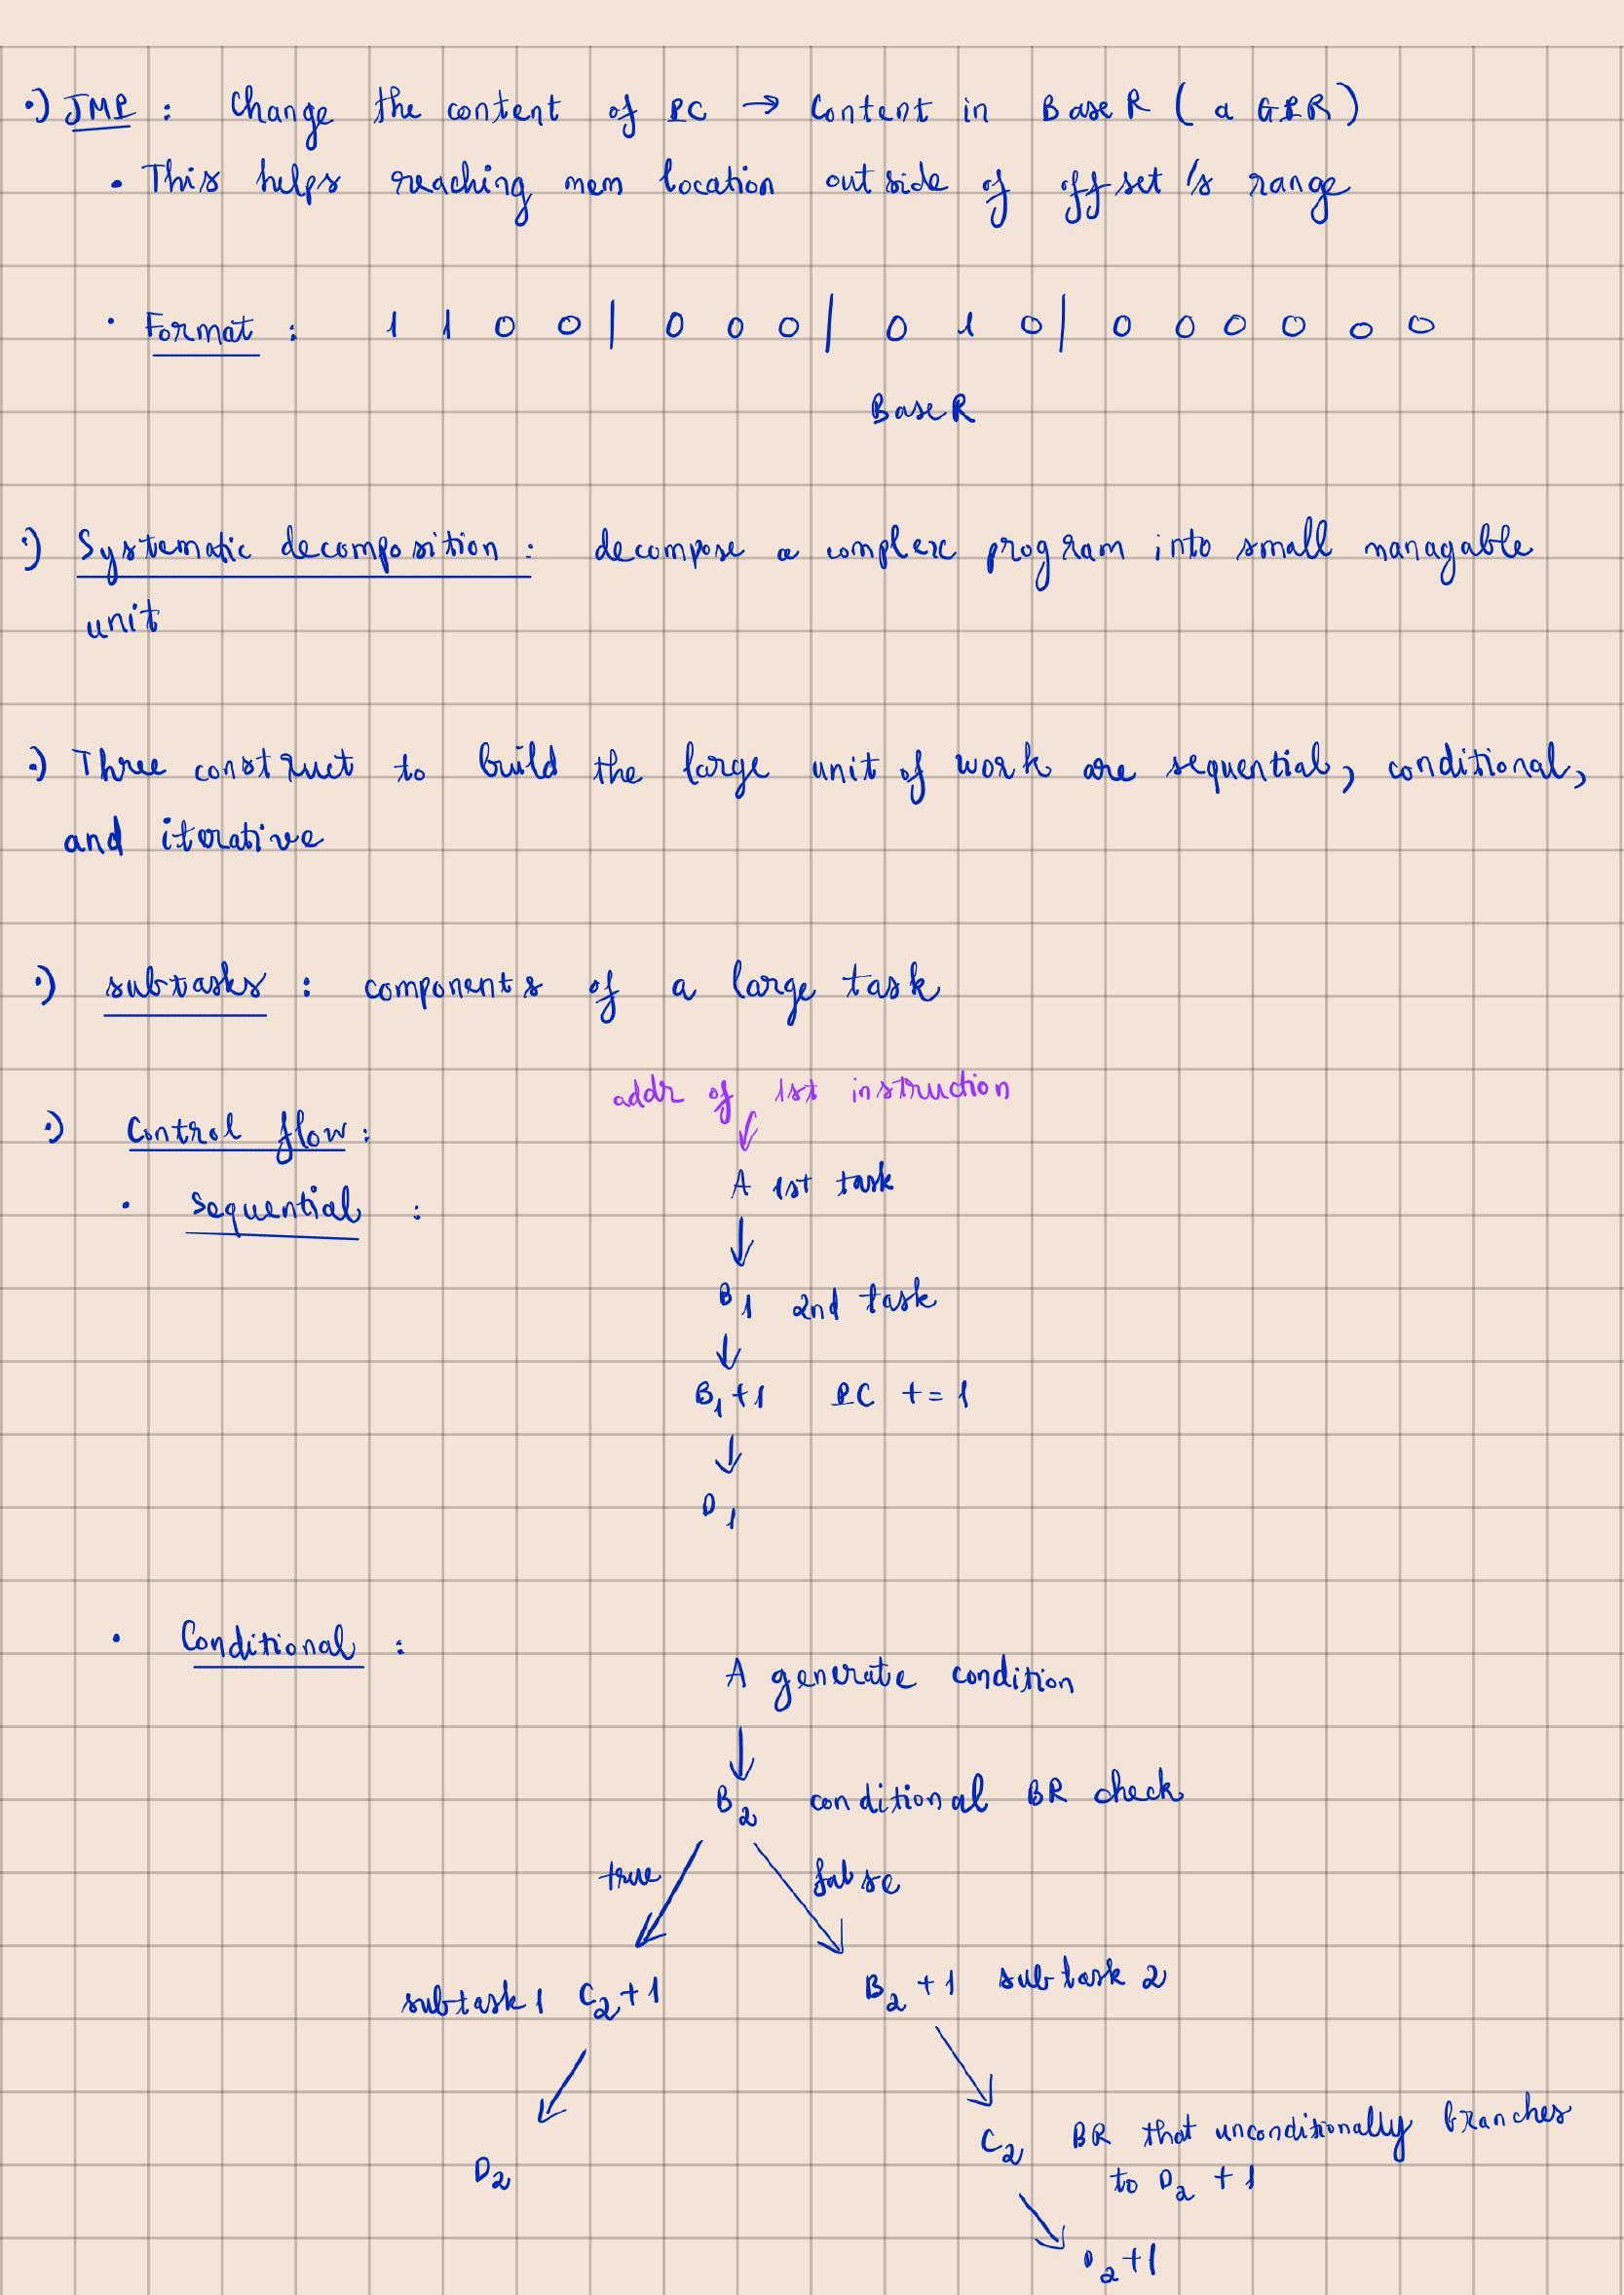 •) JMP : Change the content of PC → Content in BaseR ( a GPR )
• This helps reaching mem location outside of offset's range
• Format : 1 1 0 0 | 0 0 0 | 0 1 0 | 0 0 0 0 0 0
BaseR
•) Systematic decomposition : decompose a complex program into small managable
unit
•) Three construct to build the large unit of work are sequential, conditional,
and iterative
•) subtasks : components of a large task
addr of 1st instruction
•) Control flow :
↓
A 1st task
• Sequential :
↓
B1 2nd task
↓
B1+1 PC += 1
↓
D1
• Conditional :
A generate condition
↓
B2 conditional BR check
true false
subtask 1 C2+1 B2+1 subtask 2
C2 BR that unconditionally branches
to D2 +1
D2
D2+1